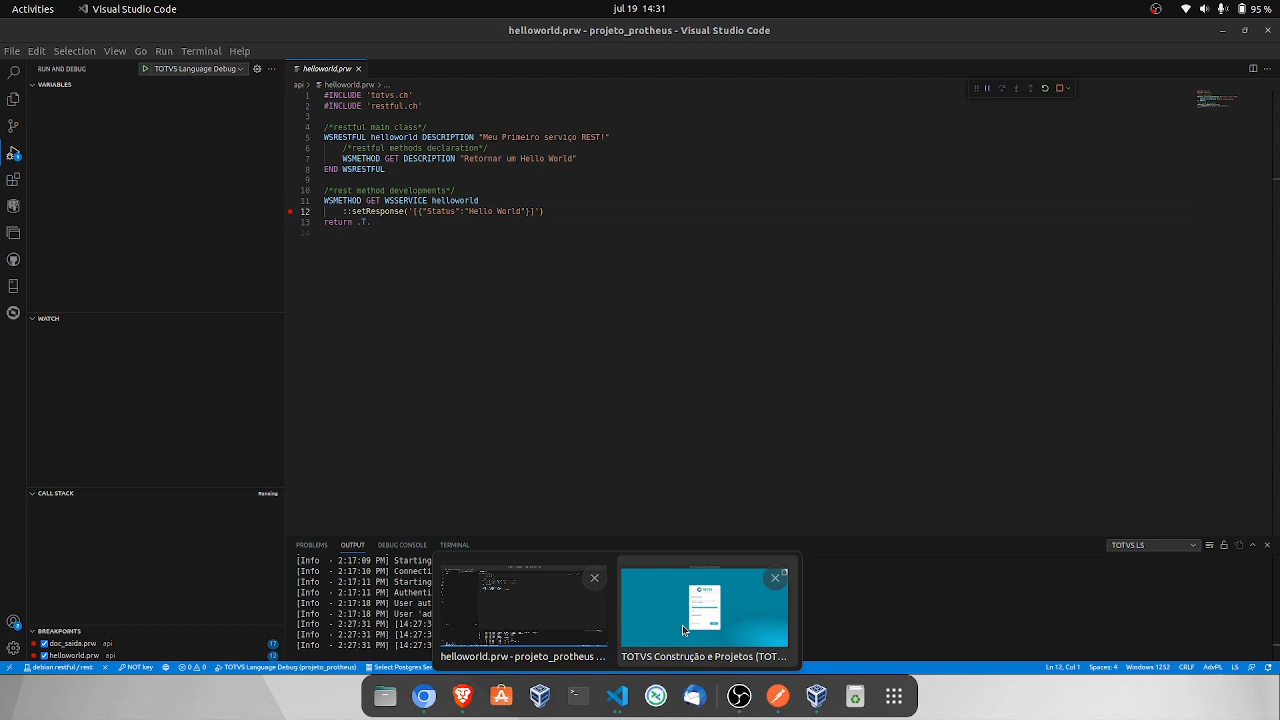 Activities
Visual Studio Code
jul 19 14:31
95 %
helloworld.prw - projeto_protheus - Visual Studio Code
File Edit Selection View Go Run Terminal Help
RUN AND DEBUG
TOTVS Language Debug
helloworld.prw
VARIABLES
api > helloworld.prw > ...
1 #INCLUDE 'totvs.ch'
2 #INCLUDE 'restful.ch'
3
4 /*restful main class*/
5 WSRESTFUL helloworld DESCRIPTION "Meu Primeiro serviço REST!"
6 /*restful methods declaration*/
7 WSMETHOD GET DESCRIPTION "Retornar um Hello World"
8 END WSRESTFUL
9
10 /*rest method developments*/
11 WSMETHOD GET WSSERVICE helloworld
12 ::setResponse('[{"Status":"Hello World"}]')
13 return .T.
14
WATCH
CALL STACK
Running
PROBLEMS OUTPUT DEBUG CONSOLE TERMINAL
TOTVS LS
[Info - 2:17:09 PM] Starting
[Info - 2:17:10 PM] Connecti
[Info - 2:17:11 PM] Starting
[Info - 2:17:11 PM] Authenti
[Info - 2:17:18 PM] User aut
[Info - 2:17:18 PM] User 'ad
[Info - 2:27:31 PM] [14:27:3
[Info - 2:27:31 PM] [14:27:3
[Info - 2:27:31 PM] [14:27:3
BREAKPOINTS
doc_saida.prw api 17
helloworld.prw api 12
helloworld.prw - projeto_protheus ...
TOTVS Construção e Projetos (TOT...
debian restful / rest
NOT key
0 0
TOTVS Language Debug (projeto_protheus)
Select Postgres Ser
Ln 12, Col 1 Spaces: 4 Windows 1252 CRLF AdvPL LS